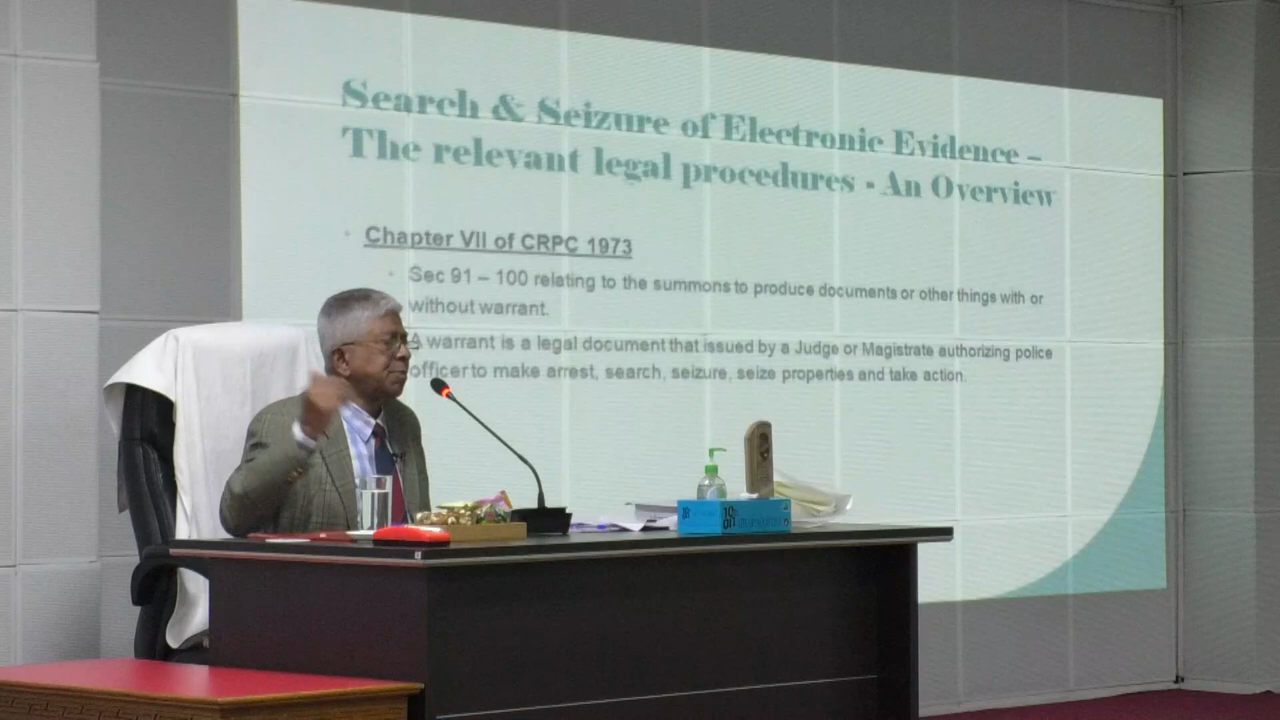 Search & Seizure of Electronic Evidence –
The relevant legal procedures - An Overview
Chapter VII of CRPC 1973
Sec 91 – 100 relating to the summons to produce documents or other things with or
without warrant.
A warrant is a legal document that issued by a Judge or Magistrate authorizing police
officer to make arrest, search, seizure, seize properties and take action.